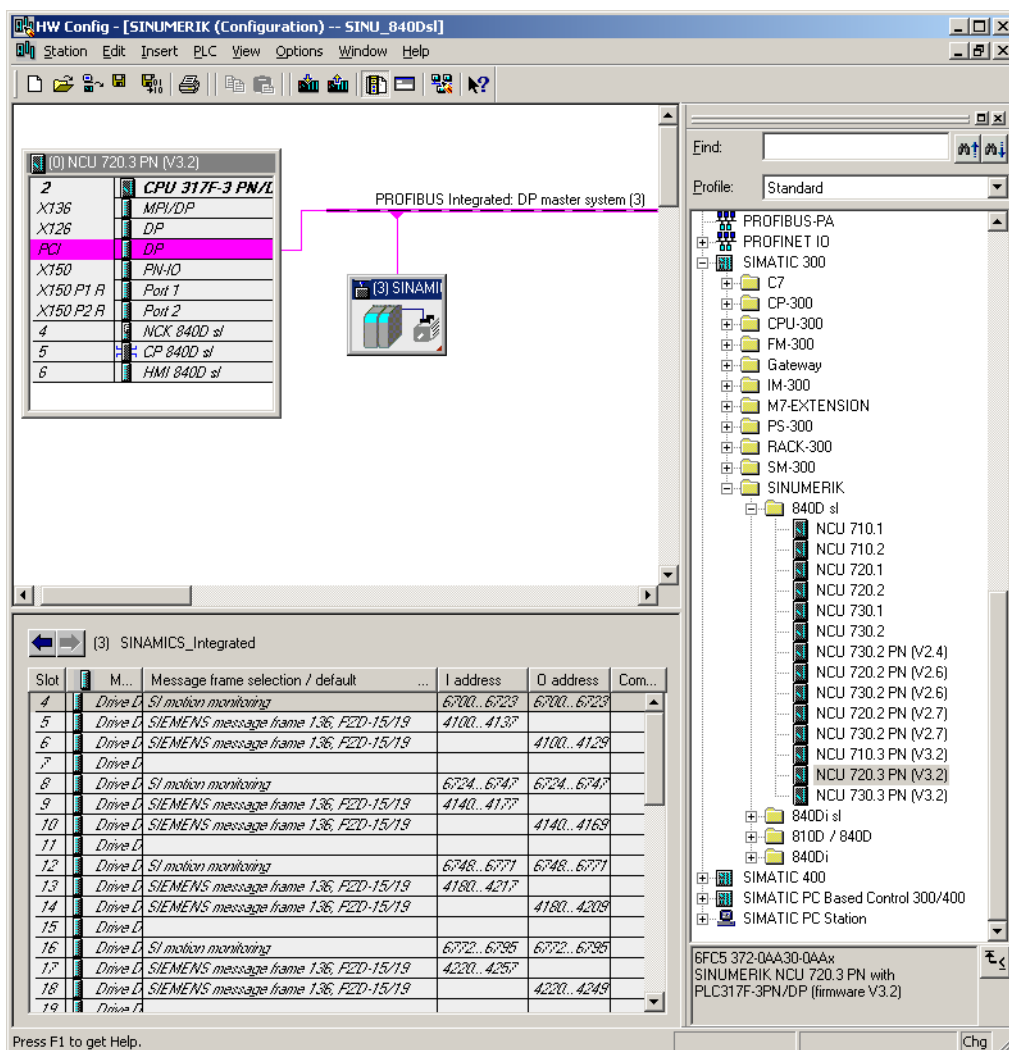 HW Config - [SINUMERIK (Configuration) -- SINU_840Dsl]
Station Edit Insert PLC View Options Window Help
(0) NCU 720.3 PN (V3.2)
2 CPU 317F-3 PN/D
X136 MPI/DP
X126 DP
PCI DP
X150 PN-IO
X150 P1 R Port 1
X150 P2 R Port 2
4 NCK 840D sl
5 CP 840D sl
6 HMI 840D sl
PROFIBUS Integrated: DP master system (3)
(3) SINAMI
Find:
Profile: Standard
PROFIBUS-PA
PROFINET IO
SIMATIC 300
C7
CP-300
CPU-300
FM-300
Gateway
IM-300
M7-EXTENSION
PS-300
RACK-300
SM-300
SINUMERIK
840D sl
NCU 710.1
NCU 710.2
NCU 720.1
NCU 720.2
NCU 730.1
NCU 730.2
NCU 730.2 PN (V2.4)
NCU 720.2 PN (V2.6)
NCU 730.2 PN (V2.6)
NCU 720.2 PN (V2.7)
NCU 730.2 PN (V2.7)
NCU 710.3 PN (V3.2)
NCU 720.3 PN (V3.2)
NCU 730.3 PN (V3.2)
840Di sl
810D / 840D
840Di
SIMATIC 400
SIMATIC PC Based Control 300/400
SIMATIC PC Station
6FC5 372-0AA30-0AAx
SINUMERIK NCU 720.3 PN with
PLC317F-3PN/DP (firmware V3.2)
(3) SINAMICS_Integrated
Slot M... Message frame selection / default ... I address O address Com...
4 Drive D SI motion monitoring 6700...6723 6700...6723
5 Drive D SIEMENS message frame 136, PZD-15/19 4100...4137
6 Drive D SIEMENS message frame 136, PZD-15/19 4100...4129
7 Drive D
8 Drive D SI motion monitoring 6724...6747 6724...6747
9 Drive D SIEMENS message frame 136, PZD-15/19 4140...4177
10 Drive D SIEMENS message frame 136, PZD-15/19 4140...4169
11 Drive D
12 Drive D SI motion monitoring 6748...6771 6748...6771
13 Drive D SIEMENS message frame 136, PZD-15/19 4180...4217
14 Drive D SIEMENS message frame 136, PZD-15/19 4180...4209
15 Drive D
16 Drive D SI motion monitoring 6772...6795 6772...6795
17 Drive D SIEMENS message frame 136, PZD-15/19 4220...4257
18 Drive D SIEMENS message frame 136, PZD-15/19 4220...4249
19 Drive D
Press F1 to get Help.
Chg